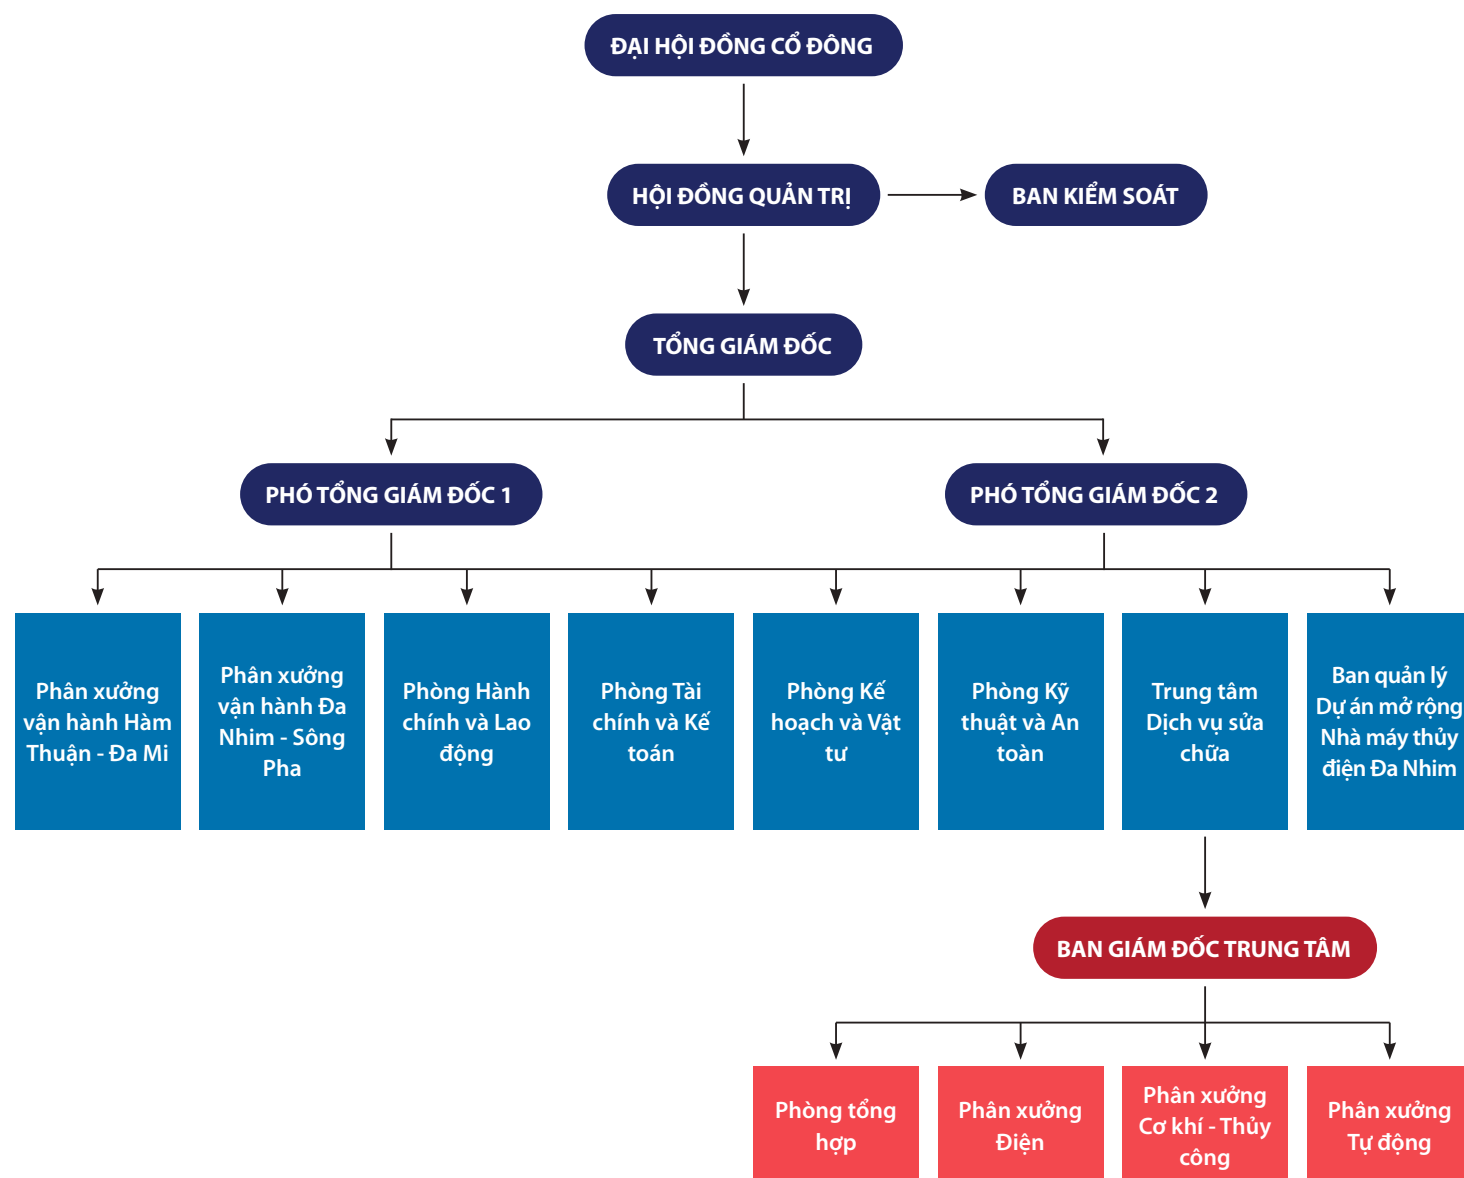 ĐẠI HỘI ĐỒNG CỔ ĐÔNG
HỘI ĐỒNG QUẢN TRỊ
BAN KIỂM SOÁT
TỔNG GIÁM ĐỐC
PHÓ TỔNG GIÁM ĐỐC 1
PHÓ TỔNG GIÁM ĐỐC 2
Phân xưởng
vận hành Hàm
Thuận - Đa Mi
Phân xưởng
vận hành Đa
Nhim - Sông
Pha
Phòng Hành
chính và Lao
động
Phòng Tài
chính và Kế
toán
Phòng Kế
hoạch và Vật
tư
Phòng Kỹ
thuật và An
toàn
Trung tâm
Dịch vụ sửa
chữa
Ban quản lý
Dự án mở rộng
Nhà máy thủy
điện Đa Nhim
BAN GIÁM ĐỐC TRUNG TÂM
Phòng tổng
hợp
Phân xưởng
Điện
Phân xưởng
Cơ khí - Thủy
công
Phân xưởng
Tự động